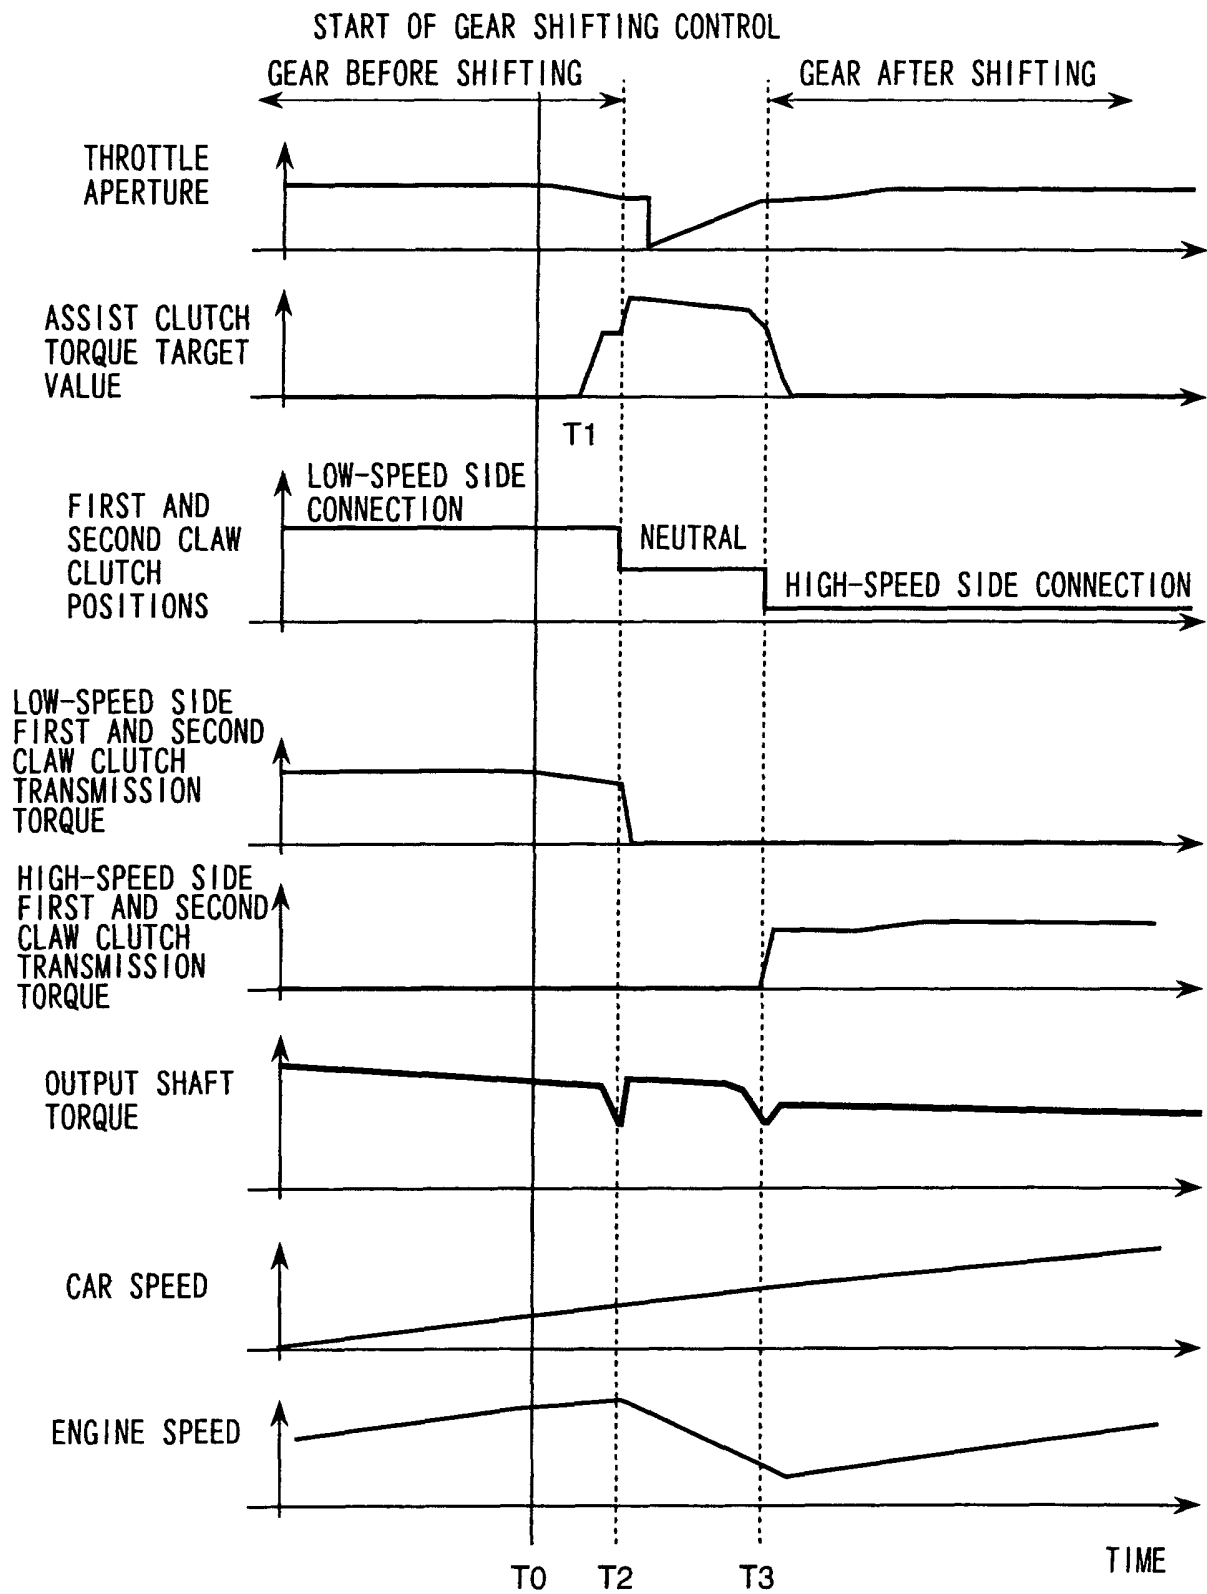 START OF GEAR SHIFTING CONTROL
GEAR BEFORE SHIFTING
GEAR AFTER SHIFTING
THROTTLE
APERTURE
ASSIST CLUTCH
TORQUE TARGET
VALUE
T1
LOW-SPEED SIDE
CONNECTION
FIRST AND
SECOND CLAW
CLUTCH
POSITIONS
NEUTRAL
HIGH-SPEED SIDE CONNECTION
LOW-SPEED SIDE
FIRST AND SECOND
CLAW CLUTCH
TRANSMISSION
TORQUE
HIGH-SPEED SIDE
FIRST AND SECOND
CLAW CLUTCH
TRANSMISSION
TORQUE
OUTPUT SHAFT
TORQUE
CAR SPEED
ENGINE SPEED
TIME
T0 T2 T3